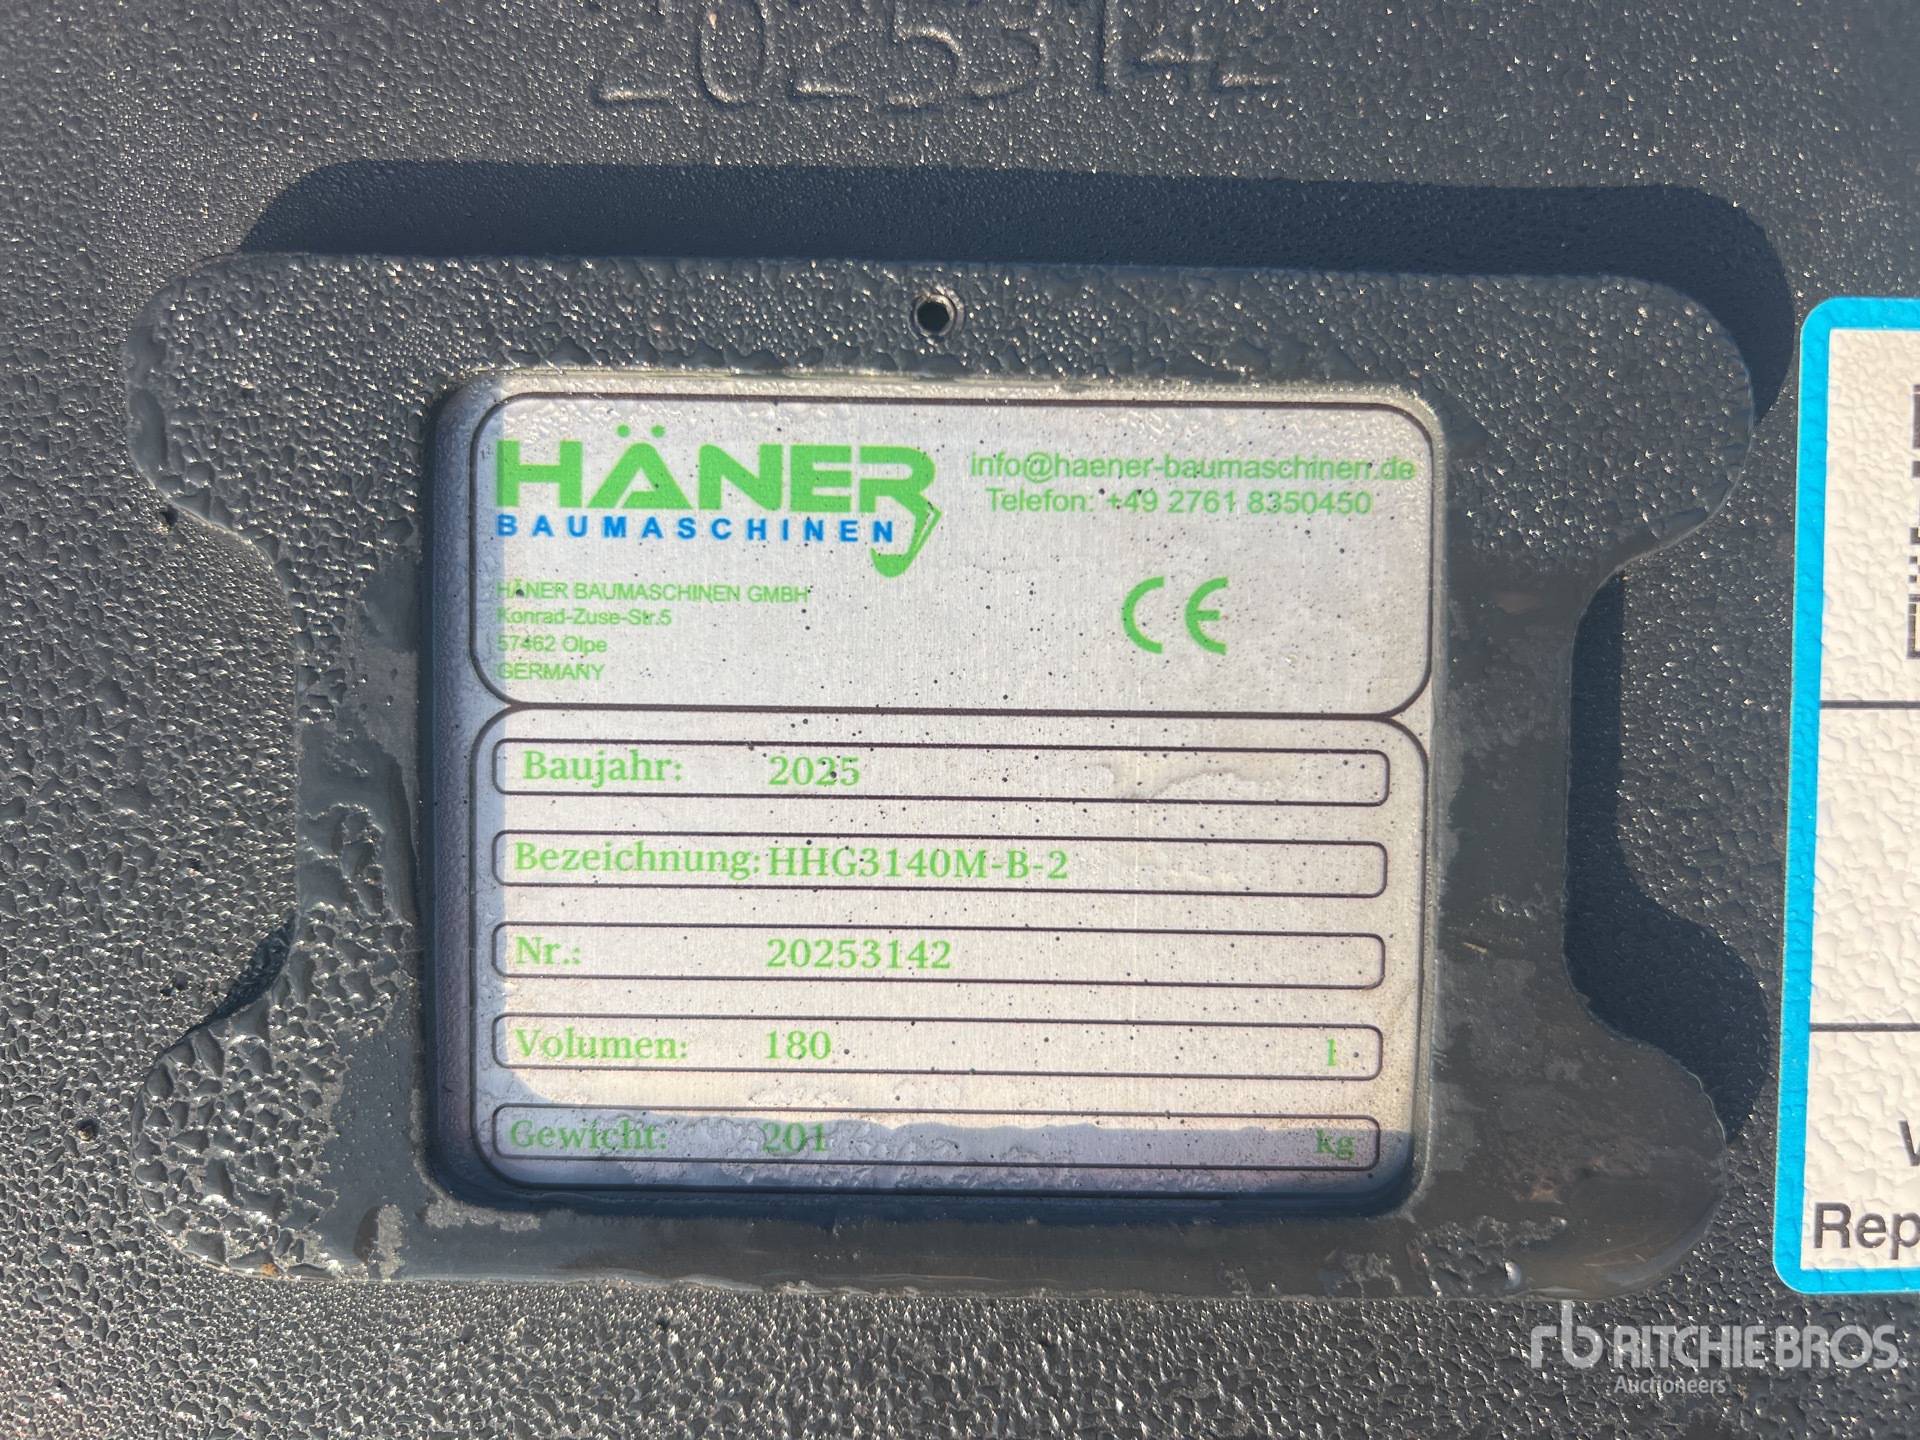 20253142
HÄNER
BAUMASCHINEN
info@haener-baumaschinen.de
Telefon: +49 2761 8350450
HÄNER BAUMASCHINEN GMBH
Konrad-Zuse-Str.5
57462 Olpe
GERMANY
CE
Baujahr: 2025
Bezeichnung: HHG3140M-B-2
Nr.: 20253142
Volumen: 180 l
Gewicht: 201 kg
Rep
rb RITCHIE BROS.
Auctioneers